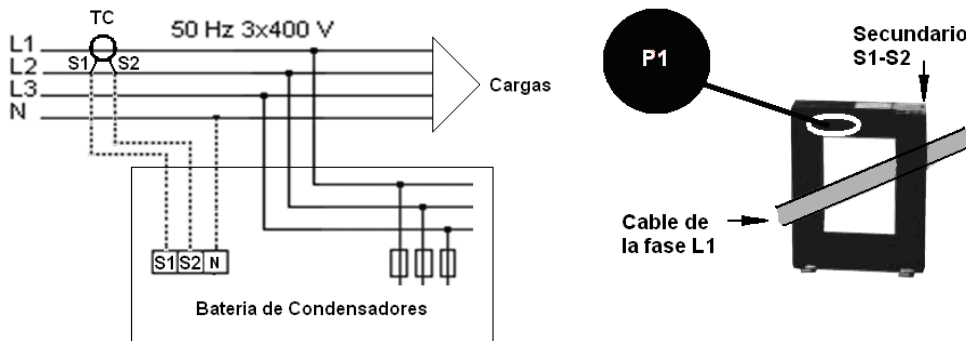 TC
50 Hz 3x400 V
L1
S1 S2
L2
L3
N
Cargas
S1 S2 N
Bateria de Condensadores
P1
Secundario
S1-S2
Cable de
la fase L1